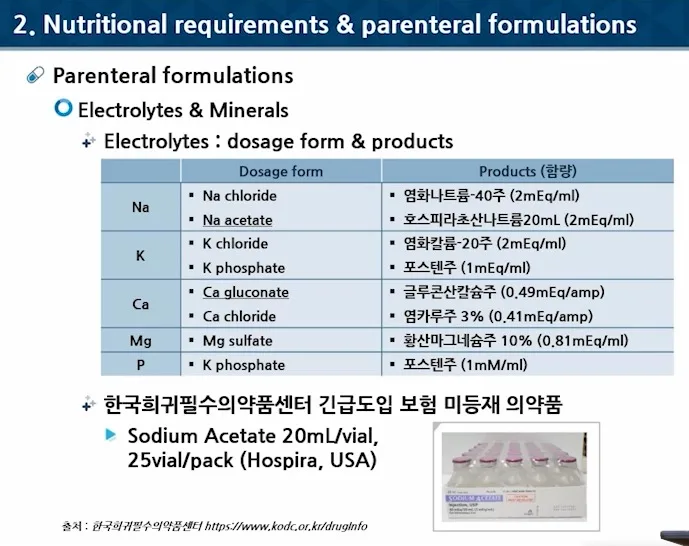 2. Nutritional requirements & parenteral formulations
Parenteral formulations
Electrolytes & Minerals
Electrolytes : dosage form & products
Dosage form Products (함량)
Na
Na chloride 염화나트륨-40주 (2mEq/ml)
Na acetate 호스피라초산나트륨20mL (2mEq/ml)
K
K chloride 염화칼륨-20주 (2mEq/ml)
K phosphate 포스텐주 (1mEq/ml)
Ca
Ca gluconate 글루콘산칼슘주 (0.49mEq/amp)
Ca chloride 염카루주 3% (0.41mEq/amp)
Mg Mg sulfate 황산마그네슘주 10% (0.81mEq/ml)
P K phosphate 포스텐주 (1mM/ml)
한국희귀필수의약품센터 긴급도입 보험 미등재 의약품
Sodium Acetate 20mL/vial,
25vial/pack (Hospira, USA)
SODIUM ACETATE
Injection, USP
출처 : 한국희귀필수의약품센터 https://www.kodc.or.kr/drugInfo